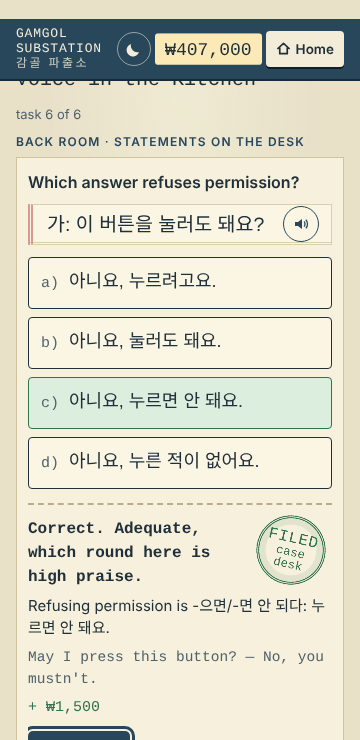 GAMGOL
SUBSTATION
감골 파출소
₩407,000
Home
Voice in the Kitchen
task 6 of 6
BACK ROOM · STATEMENTS ON THE DESK
Which answer refuses permission?
가: 이 버튼을 눌러도 돼요?
a) 아니요, 누르려고요.
b) 아니요, 눌러도 돼요.
c) 아니요, 누르면 안 돼요.
d) 아니요, 누른 적이 없어요.
Correct. Adequate,
which round here is
high praise.
FILED
case
desk
Refusing permission is -으면/-면 안 되다: 누
르면 안 돼요.
May I press this button? — No, you
mustn't.
+ ₩1,500